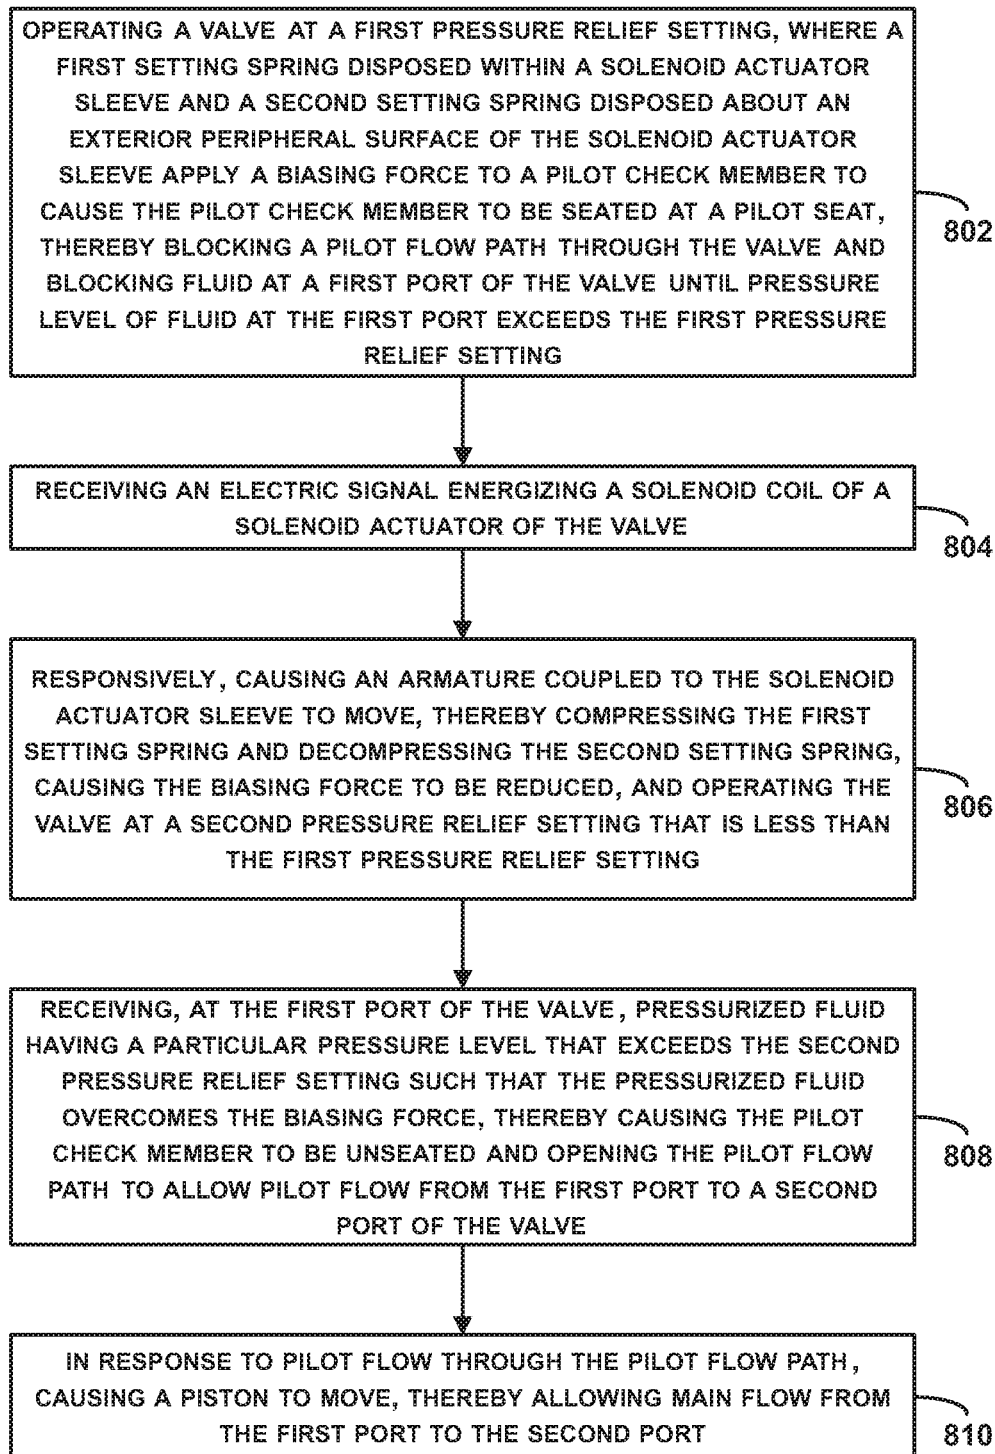 OPERATING A VALVE AT A FIRST PRESSURE RELIEF SETTING, WHERE A
FIRST SETTING SPRING DISPOSED WITHIN A SOLENOID ACTUATOR
SLEEVE AND A SECOND SETTING SPRING DISPOSED ABOUT AN
EXTERIOR PERIPHERAL SURFACE OF THE SOLENOID ACTUATOR
SLEEVE APPLY A BIASING FORCE TO A PILOT CHECK MEMBER TO
CAUSE THE PILOT CHECK MEMBER TO BE SEATED AT A PILOT SEAT,
THEREBY BLOCKING A PILOT FLOW PATH THROUGH THE VALVE AND
BLOCKING FLUID AT A FIRST PORT OF THE VALVE UNTIL PRESSURE
LEVEL OF FLUID AT THE FIRST PORT EXCEEDS THE FIRST PRESSURE
RELIEF SETTING
802
RECEIVING AN ELECTRIC SIGNAL ENERGIZING A SOLENOID COIL OF A
SOLENOID ACTUATOR OF THE VALVE
804
RESPONSIVELY, CAUSING AN ARMATURE COUPLED TO THE SOLENOID
ACTUATOR SLEEVE TO MOVE, THEREBY COMPRESSING THE FIRST
SETTING SPRING AND DECOMPRESSING THE SECOND SETTING SPRING,
CAUSING THE BIASING FORCE TO BE REDUCED, AND OPERATING THE
VALVE AT A SECOND PRESSURE RELIEF SETTING THAT IS LESS THAN
THE FIRST PRESSURE RELIEF SETTING
806
RECEIVING, AT THE FIRST PORT OF THE VALVE, PRESSURIZED FLUID
HAVING A PARTICULAR PRESSURE LEVEL THAT EXCEEDS THE SECOND
PRESSURE RELIEF SETTING SUCH THAT THE PRESSURIZED FLUID
OVERCOMES THE BIASING FORCE, THEREBY CAUSING THE PILOT
CHECK MEMBER TO BE UNSEATED AND OPENING THE PILOT FLOW
PATH TO ALLOW PILOT FLOW FROM THE FIRST PORT TO A SECOND
PORT OF THE VALVE
808
IN RESPONSE TO PILOT FLOW THROUGH THE PILOT FLOW PATH,
CAUSING A PISTON TO MOVE, THEREBY ALLOWING MAIN FLOW FROM
THE FIRST PORT TO THE SECOND PORT
810